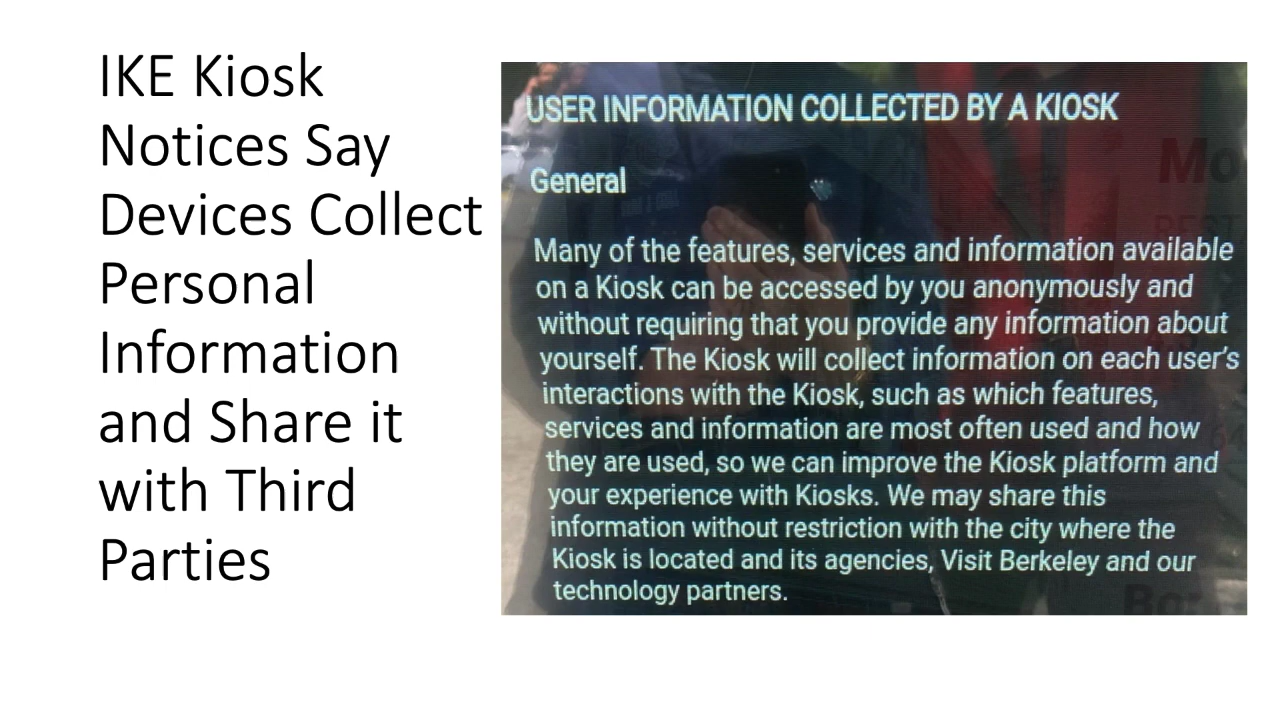 IKE Kiosk
Notices Say
Devices Collect
Personal
Information
and Share it
with Third
Parties
USER INFORMATION COLLECTED BY A KIOSK
General
Many of the features, services and information available
on a Kiosk can be accessed by you anonymously and
without requiring that you provide any information about
yourself. The Kiosk will collect information on each user's
interactions with the Kiosk, such as which features,
services and information are most often used and how
they are used, so we can improve the Kiosk platform and
your experience with Kiosks. We may share this
information without restriction with the city where the
Kiosk is located and its agencies, Visit Berkeley and our
technology partners.